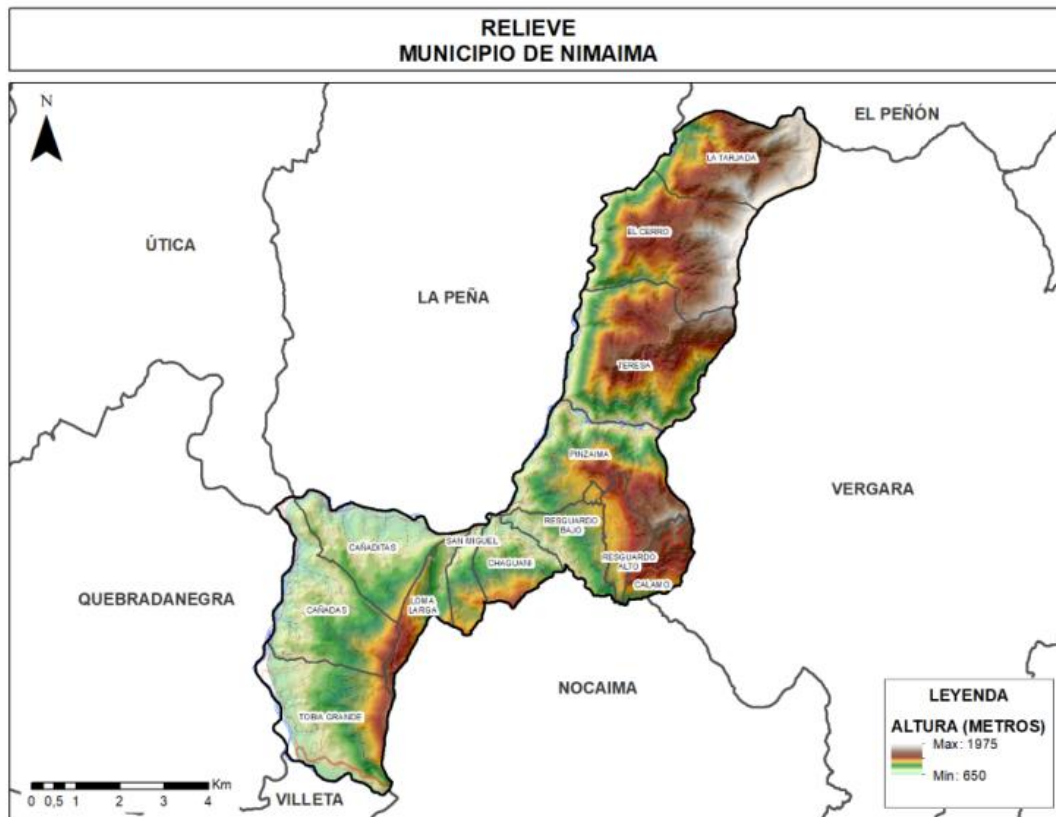 RELIEVE
MUNICIPIO DE NIMAIMA
N
EL PEÑÓN
LA TARJADA
EL CERRO
ÚTICA
LA PEÑA
TERESA
PINZAIMA
VERGARA
RESGUARDO
BAJO
SAN MIGUEL
CAÑADITAS
CHAGUANI
RESGUARDO
ALTO
CALAMO
QUEBRADANEGRA
CAÑADAS
LOMA
LARGA
NOCAIMA
TOBIA GRANDE
LEYENDA
ALTURA (METROS)
Max: 1975
Min: 650
Km
0 0,5 1 2 3 4
VILLETA